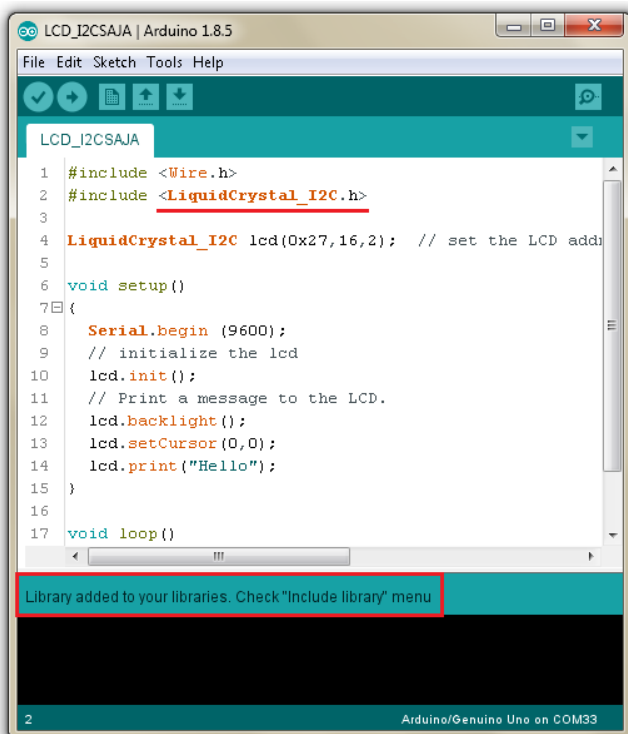 LCD_I2CSAJA | Arduino 1.8.5
File Edit Sketch Tools Help
LCD_I2CSAJA
1 #include <Wire.h>
2 #include <LiquidCrystal_I2C.h>
3
4 LiquidCrystal_I2C lcd(0x27,16,2);  // set the LCD addr
5
6 void setup()
7 {
8   Serial.begin (9600);
9   // initialize the lcd
10   lcd.init();
11   // Print a message to the LCD.
12   lcd.backlight();
13   lcd.setCursor(0,0);
14   lcd.print("Hello");
15 }
16
17 void loop()
Library added to your libraries. Check "Include library" menu
2 Arduino/Genuino Uno on COM33